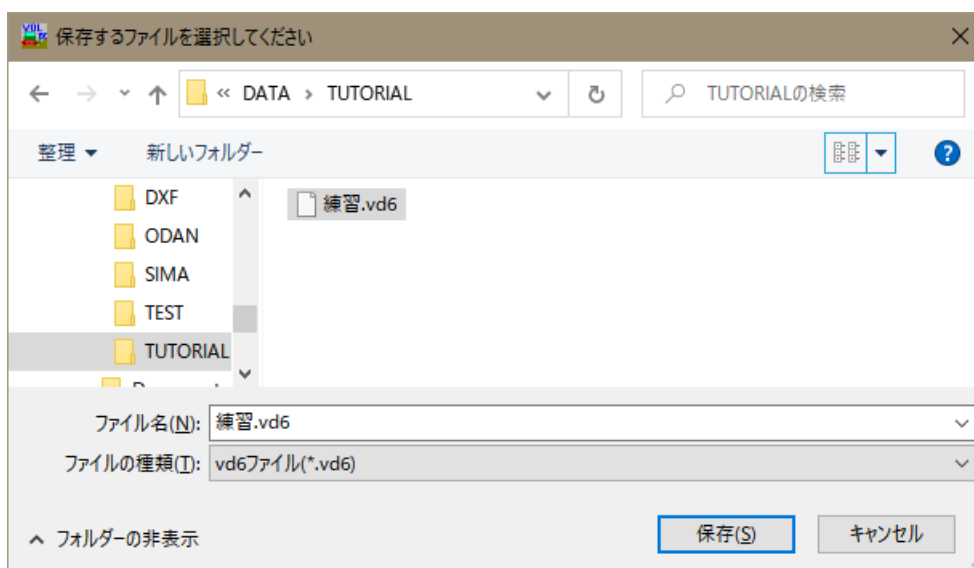 保存するファイルを選択してください
« DATA › TUTORIAL
TUTORIALの検索
整理
新しいフォルダー
DXF
ODAN
SIMA
TEST
TUTORIAL
練習.vd6
ファイル名(N): 練習.vd6
ファイルの種類(T): vd6ファイル(*.vd6)
フォルダーの非表示
保存(S)
キャンセル